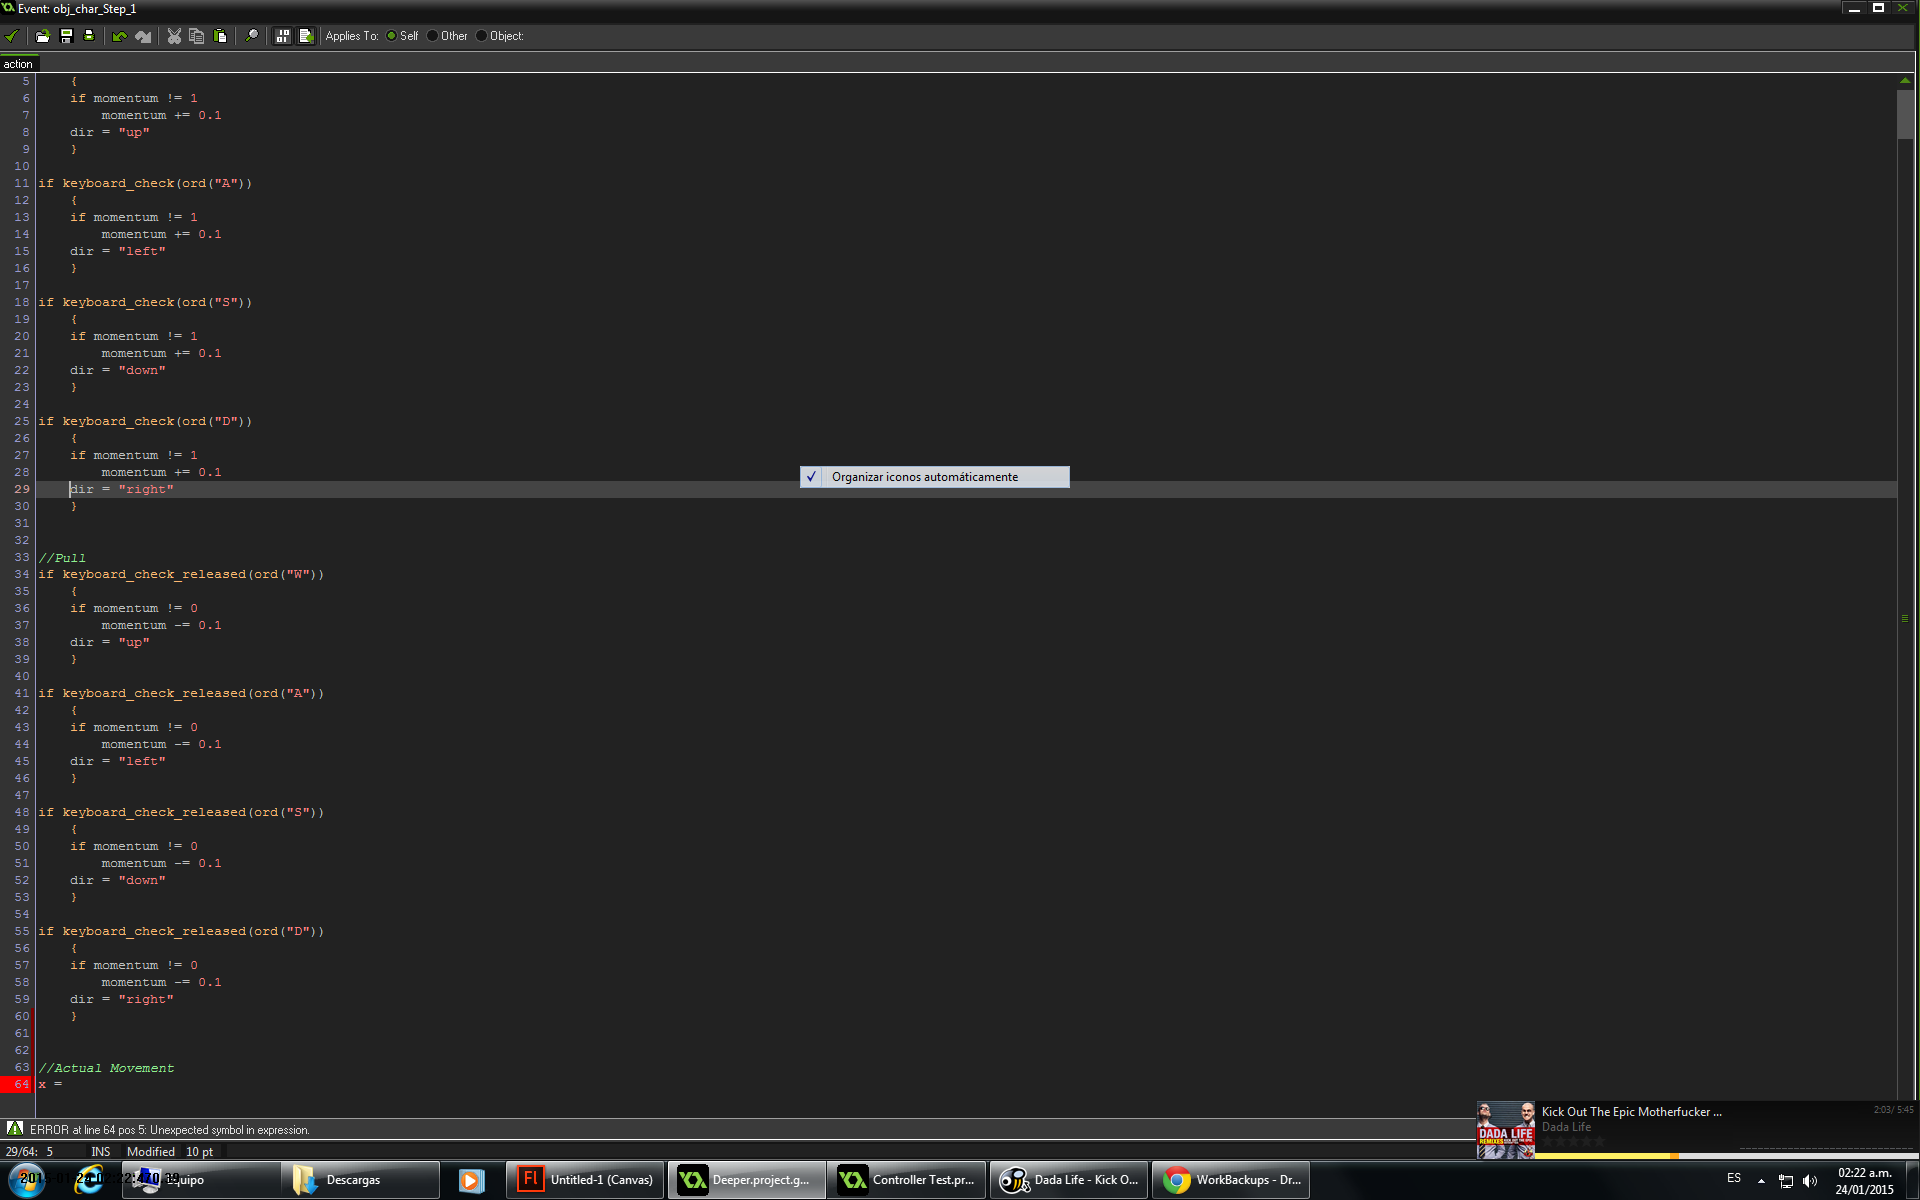 Event: obj_char_Step_1
Applies To: Self Other Object:
action
5 {
6 if momentum != 1
7 momentum += 0.1
8 dir = "up"
9 }
10
11 if keyboard_check(ord("A"))
12 {
13 if momentum != 1
14 momentum += 0.1
15 dir = "left"
16 }
17
18 if keyboard_check(ord("S"))
19 {
20 if momentum != 1
21 momentum += 0.1
22 dir = "down"
23 }
24
25 if keyboard_check(ord("D"))
26 {
27 if momentum != 1
28 momentum += 0.1
Organizar iconos automáticamente
29 dir = "right"
30 }
31
32
33 //Pull
34 if keyboard_check_released(ord("W"))
35 {
36 if momentum != 0
37 momentum -= 0.1
38 dir = "up"
39 }
40
41 if keyboard_check_released(ord("A"))
42 {
43 if momentum != 0
44 momentum -= 0.1
45 dir = "left"
46 }
47
48 if keyboard_check_released(ord("S"))
49 {
50 if momentum != 0
51 momentum -= 0.1
52 dir = "down"
53 }
54
55 if keyboard_check_released(ord("D"))
56 {
57 if momentum != 0
58 momentum -= 0.1
59 dir = "right"
60 }
61
62
63 //Actual Movement
64 x =
Kick Out The Epic Motherfucker ...
2:03/ 5:45
Dada Life
DADA LIFE
ERROR at line 64 pos 5: Unexpected symbol in expression.
29/64: 5 INS Modified 10 pt
Descargas
Fl Untitled-1 (Canvas)
Deeper.project.g...
Controller Test.pr...
Dada Life - Kick O...
WorkBackups - Dr...
ES
02:22 a.m.
24/01/2015